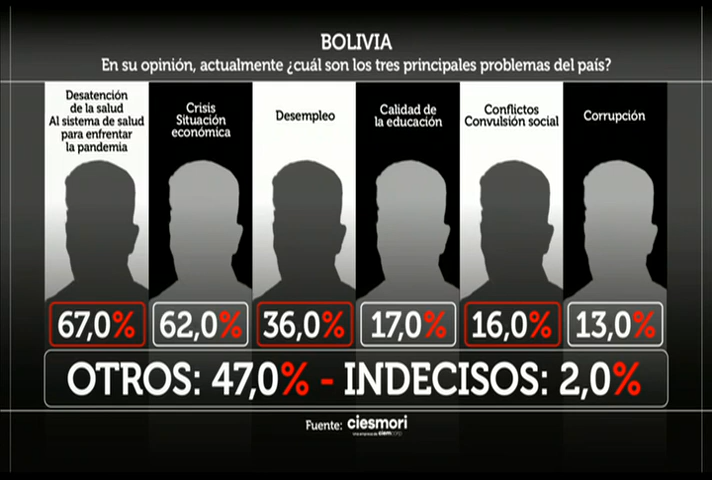 BOLIVIA
En su opinión, actualmente ¿cuál son los tres principales problemas del país?
Desatención
de la salud
Al sistema de salud
para enfrentar
la pandemia
Crisis
Situación
económica
Desempleo
Calidad de
la educación
Conflictos
Convulsión social
Corrupción
67,0%
62,0%
36,0%
17,0%
16,0%
13,0%
OTROS: 47,0% - INDECISOS: 2,0%
Fuente: ciesmori